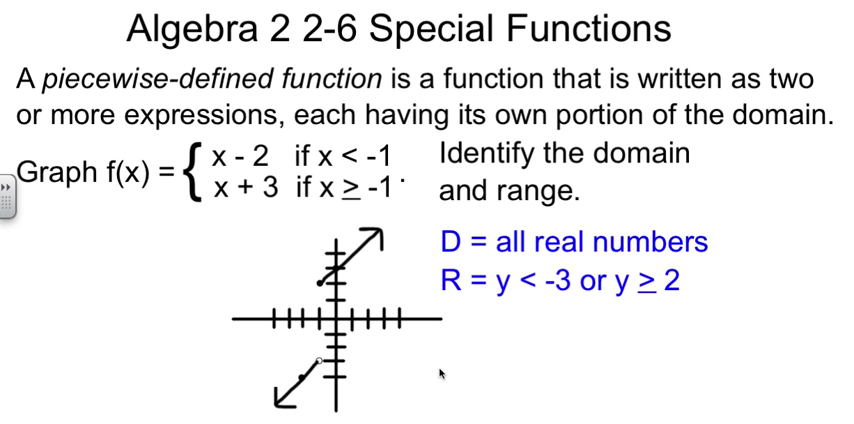 Algebra 2 2-6 Special Functions
A piecewise-defined function is a function that is written as two
or more expressions, each having its own portion of the domain.
Graph f(x) = { x - 2 if x < -1
x + 3 if x ≥ -1 .
Identify the domain
and range.
D = all real numbers
R = y < -3 or y ≥ 2